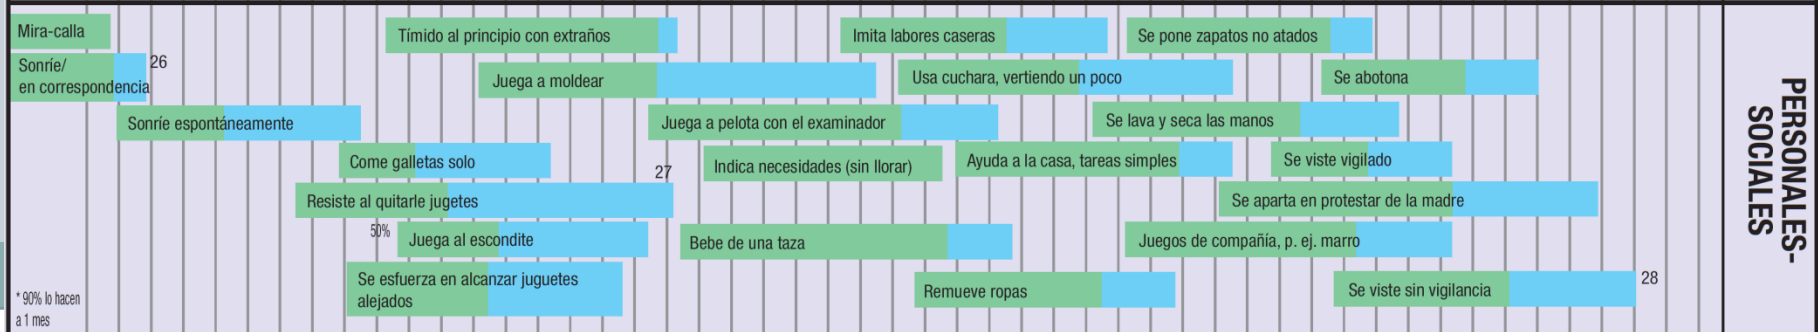 Mira-calla
Sonríe/
en correspondencia
26
Sonríe espontáneamente
Tímido al principio con extraños
Juega a moldear
Come galletas solo
27
Resiste al quitarle jugetes
50%
Juega al escondite
Se esfuerza en alcanzar juguetes
alejados
* 90% lo hacen
a 1 mes
Imita labores caseras
Usa cuchara, vertiendo un poco
Juega a pelota con el examinador
Indica necesidades (sin llorar)
Bebe de una taza
Remueve ropas
Se pone zapatos no atados
Se abotona
Se lava y seca las manos
Ayuda a la casa, tareas simples
Se viste vigilado
Se aparta en protestar de la madre
Juegos de compañía, p. ej. marro
Se viste sin vigilancia
28
PERSONALES-
SOCIALES